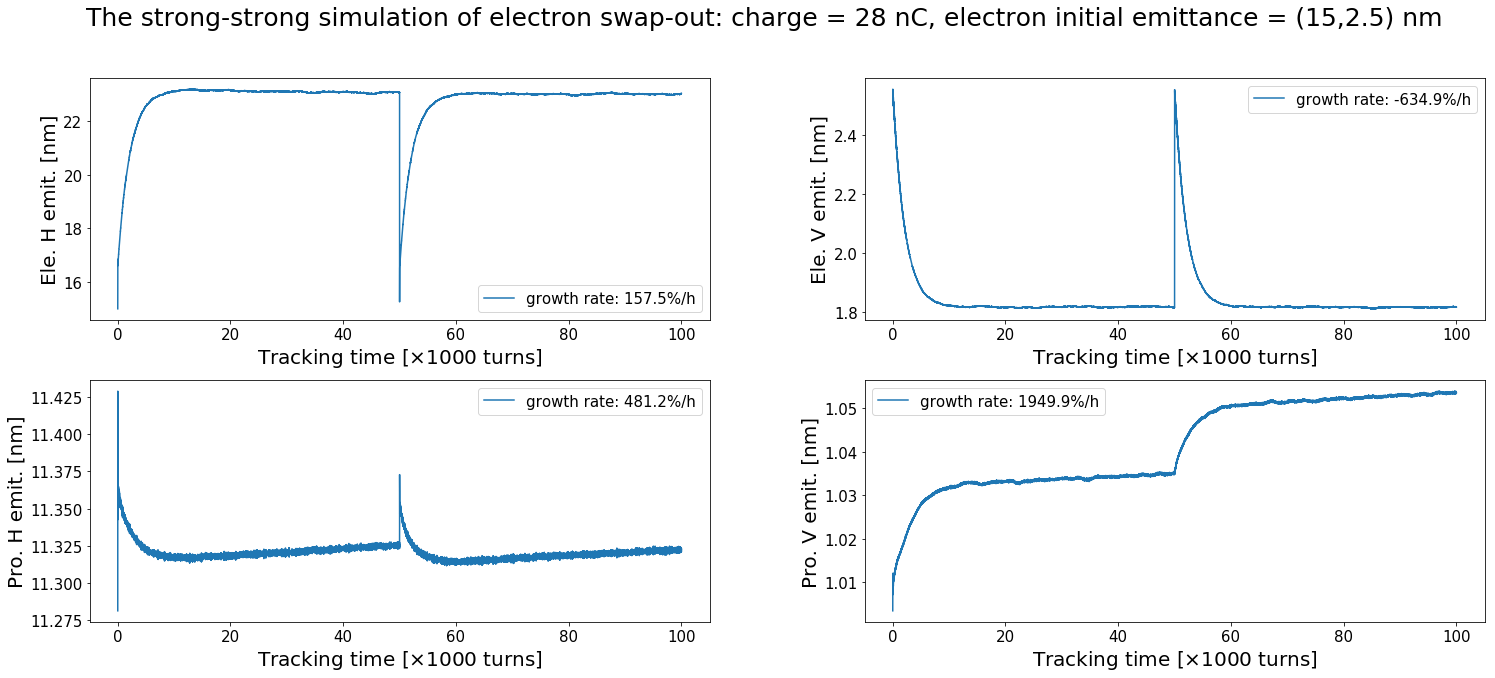 The strong-strong simulation of electron swap-out: charge = 28 nC, electron initial emittance = (15,2.5) nm
Ele. H emit. [nm]
22
20
18
16
growth rate: 157.5%/h
0 20 40 60 80 100
Tracking time [×1000 turns]
Ele. V emit. [nm]
2.4
2.2
2.0
1.8
growth rate: -634.9%/h
0 20 40 60 80 100
Tracking time [×1000 turns]
Pro. H emit. [nm]
11.425
11.400
11.375
11.350
11.325
11.300
11.275
growth rate: 481.2%/h
0 20 40 60 80 100
Tracking time [×1000 turns]
Pro. V emit. [nm]
1.05
1.04
1.03
1.02
1.01
growth rate: 1949.9%/h
0 20 40 60 80 100
Tracking time [×1000 turns]